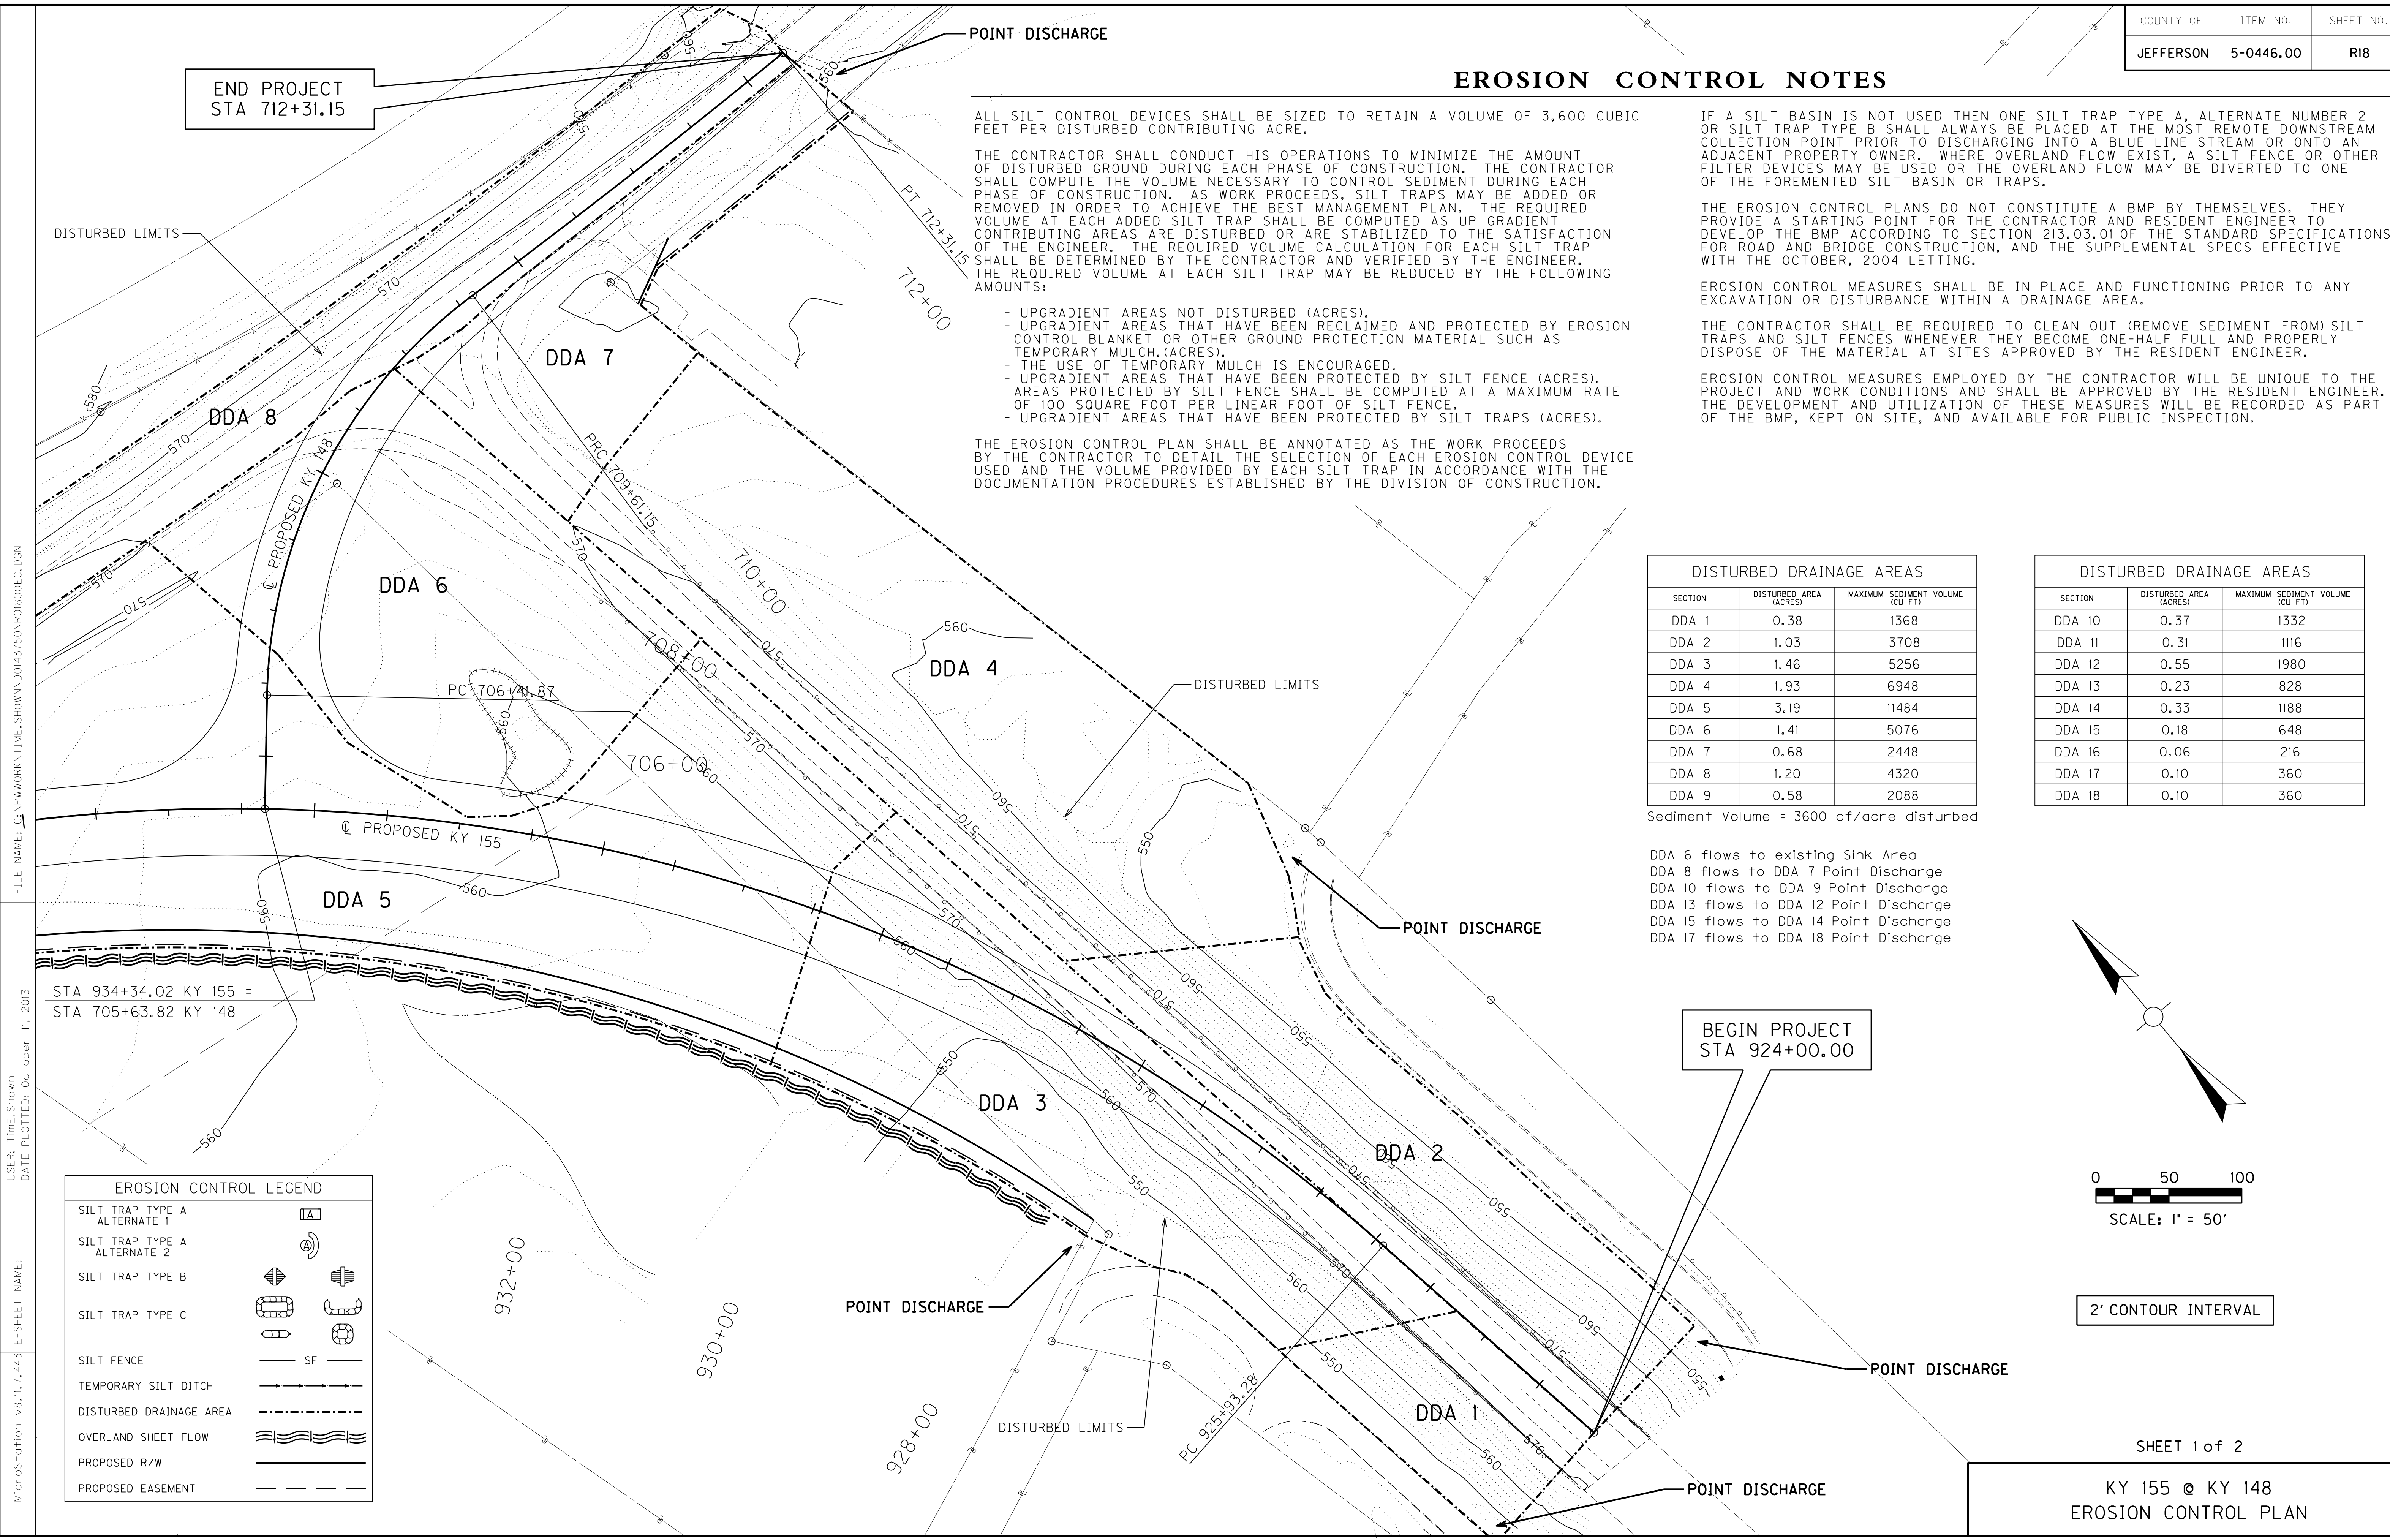 COUNTY OF ITEM NO. SHEET NO.
JEFFERSON 5-0446.00 R18
EROSION CONTROL NOTES
ALL SILT CONTROL DEVICES SHALL BE SIZED TO RETAIN A VOLUME OF 3,600 CUBIC
FEET PER DISTURBED CONTRIBUTING ACRE.
THE CONTRACTOR SHALL CONDUCT HIS OPERATIONS TO MINIMIZE THE AMOUNT
OF DISTURBED GROUND DURING EACH PHASE OF CONSTRUCTION. THE CONTRACTOR
SHALL COMPUTE THE VOLUME NECESSARY TO CONTROL SEDIMENT DURING EACH
PHASE OF CONSTRUCTION. AS WORK PROCEEDS, SILT TRAPS MAY BE ADDED OR
REMOVED IN ORDER TO ACHIEVE THE BEST MANAGEMENT PLAN. THE REQUIRED
VOLUME AT EACH ADDED SILT TRAP SHALL BE COMPUTED AS UP GRADIENT
CONTRIBUTING AREAS ARE DISTURBED OR ARE STABILIZED TO THE SATISFACTION
OF THE ENGINEER. THE REQUIRED VOLUME CALCULATION FOR EACH SILT TRAP
SHALL BE DETERMINED BY THE CONTRACTOR AND VERIFIED BY THE ENGINEER.
THE REQUIRED VOLUME AT EACH SILT TRAP MAY BE REDUCED BY THE FOLLOWING
AMOUNTS:
- UPGRADIENT AREAS NOT DISTURBED (ACRES).
- UPGRADIENT AREAS THAT HAVE BEEN RECLAIMED AND PROTECTED BY EROSION
CONTROL BLANKET OR OTHER GROUND PROTECTION MATERIAL SUCH AS
TEMPORARY MULCH.(ACRES).
- THE USE OF TEMPORARY MULCH IS ENCOURAGED.
- UPGRADIENT AREAS THAT HAVE BEEN PROTECTED BY SILT FENCE (ACRES).
AREAS PROTECTED BY SILT FENCE SHALL BE COMPUTED AT A MAXIMUM RATE
OF 100 SQUARE FOOT PER LINEAR FOOT OF SILT FENCE.
- UPGRADIENT AREAS THAT HAVE BEEN PROTECTED BY SILT TRAPS (ACRES).
THE EROSION CONTROL PLAN SHALL BE ANNOTATED AS THE WORK PROCEEDS
BY THE CONTRACTOR TO DETAIL THE SELECTION OF EACH EROSION CONTROL DEVICE
USED AND THE VOLUME PROVIDED BY EACH SILT TRAP IN ACCORDANCE WITH THE
DOCUMENTATION PROCEDURES ESTABLISHED BY THE DIVISION OF CONSTRUCTION.
IF A SILT BASIN IS NOT USED THEN ONE SILT TRAP TYPE A, ALTERNATE NUMBER 2
OR SILT TRAP TYPE B SHALL ALWAYS BE PLACED AT THE MOST REMOTE DOWNSTREAM
COLLECTION POINT PRIOR TO DISCHARGING INTO A BLUE LINE STREAM OR ONTO AN
ADJACENT PROPERTY OWNER. WHERE OVERLAND FLOW EXIST, A SILT FENCE OR OTHER
FILTER DEVICES MAY BE USED OR THE OVERLAND FLOW MAY BE DIVERTED TO ONE
OF THE FOREMENTED SILT BASIN OR TRAPS.
THE EROSION CONTROL PLANS DO NOT CONSTITUTE A BMP BY THEMSELVES. THEY
PROVIDE A STARTING POINT FOR THE CONTRACTOR AND RESIDENT ENGINEER TO
DEVELOP THE BMP ACCORDING TO SECTION 213.03.01 OF THE STANDARD SPECIFICATIONS
FOR ROAD AND BRIDGE CONSTRUCTION, AND THE SUPPLEMENTAL SPECS EFFECTIVE
WITH THE OCTOBER, 2004 LETTING.
EROSION CONTROL MEASURES SHALL BE IN PLACE AND FUNCTIONING PRIOR TO ANY
EXCAVATION OR DISTURBANCE WITHIN A DRAINAGE AREA.
THE CONTRACTOR SHALL BE REQUIRED TO CLEAN OUT (REMOVE SEDIMENT FROM) SILT
TRAPS AND SILT FENCES WHENEVER THEY BECOME ONE-HALF FULL AND PROPERLY
DISPOSE OF THE MATERIAL AT SITES APPROVED BY THE RESIDENT ENGINEER.
EROSION CONTROL MEASURES EMPLOYED BY THE CONTRACTOR WILL BE UNIQUE TO THE
PROJECT AND WORK CONDITIONS AND SHALL BE APPROVED BY THE RESIDENT ENGINEER.
THE DEVELOPMENT AND UTILIZATION OF THESE MEASURES WILL BE RECORDED AS PART
OF THE BMP, KEPT ON SITE, AND AVAILABLE FOR PUBLIC INSPECTION.
POINT DISCHARGE
END PROJECT
STA 712+31.15
DISTURBED LIMITS
PT 712+31.15
712+00
DDA 7
DDA 8
PRC 709+61.15
℄ PROPOSED KY 148
DDA 6
710+00
708+00
DDA 4
PC 706+41.87
706+00
DISTURBED LIMITS
℄ PROPOSED KY 155
DDA 5
POINT DISCHARGE
STA 934+34.02 KY 155 =
STA 705+63.82 KY 148
DDA 3
DDA 2
BEGIN PROJECT
STA 924+00.00
932+00
930+00
928+00
POINT DISCHARGE
DISTURBED LIMITS
PC 925+93.28
DDA 1
POINT DISCHARGE
POINT DISCHARGE
560
570
580
550
DISTURBED DRAINAGE AREAS
SECTION DISTURBED AREA (ACRES) MAXIMUM SEDIMENT VOLUME (CU FT)
DDA 1 0.38 1368
DDA 2 1.03 3708
DDA 3 1.46 5256
DDA 4 1.93 6948
DDA 5 3.19 11484
DDA 6 1.41 5076
DDA 7 0.68 2448
DDA 8 1.20 4320
DDA 9 0.58 2088
Sediment Volume = 3600 cf/acre disturbed
DISTURBED DRAINAGE AREAS
SECTION DISTURBED AREA (ACRES) MAXIMUM SEDIMENT VOLUME (CU FT)
DDA 10 0.37 1332
DDA 11 0.31 1116
DDA 12 0.55 1980
DDA 13 0.23 828
DDA 14 0.33 1188
DDA 15 0.18 648
DDA 16 0.06 216
DDA 17 0.10 360
DDA 18 0.10 360
DDA 6 flows to existing Sink Area
DDA 8 flows to DDA 7 Point Discharge
DDA 10 flows to DDA 9 Point Discharge
DDA 13 flows to DDA 12 Point Discharge
DDA 15 flows to DDA 14 Point Discharge
DDA 17 flows to DDA 18 Point Discharge
0 50 100
SCALE: 1" = 50'
2' CONTOUR INTERVAL
EROSION CONTROL LEGEND
SILT TRAP TYPE A
ALTERNATE 1
A
SILT TRAP TYPE A
ALTERNATE 2
A
SILT TRAP TYPE B
SILT TRAP TYPE C
SILT FENCE SF
TEMPORARY SILT DITCH
DISTURBED DRAINAGE AREA
OVERLAND SHEET FLOW
PROPOSED R/W
PROPOSED EASEMENT
SHEET 1 of 2
KY 155 @ KY 148
EROSION CONTROL PLAN
FILE NAME: C:\PWWORK\TIME.SHOWN\D0143750\R01800EC.DGN
USER: TimE.Shown
DATE PLOTTED: October 11, 2013
E-SHEET NAME:
MicroStation v8.11.7.443